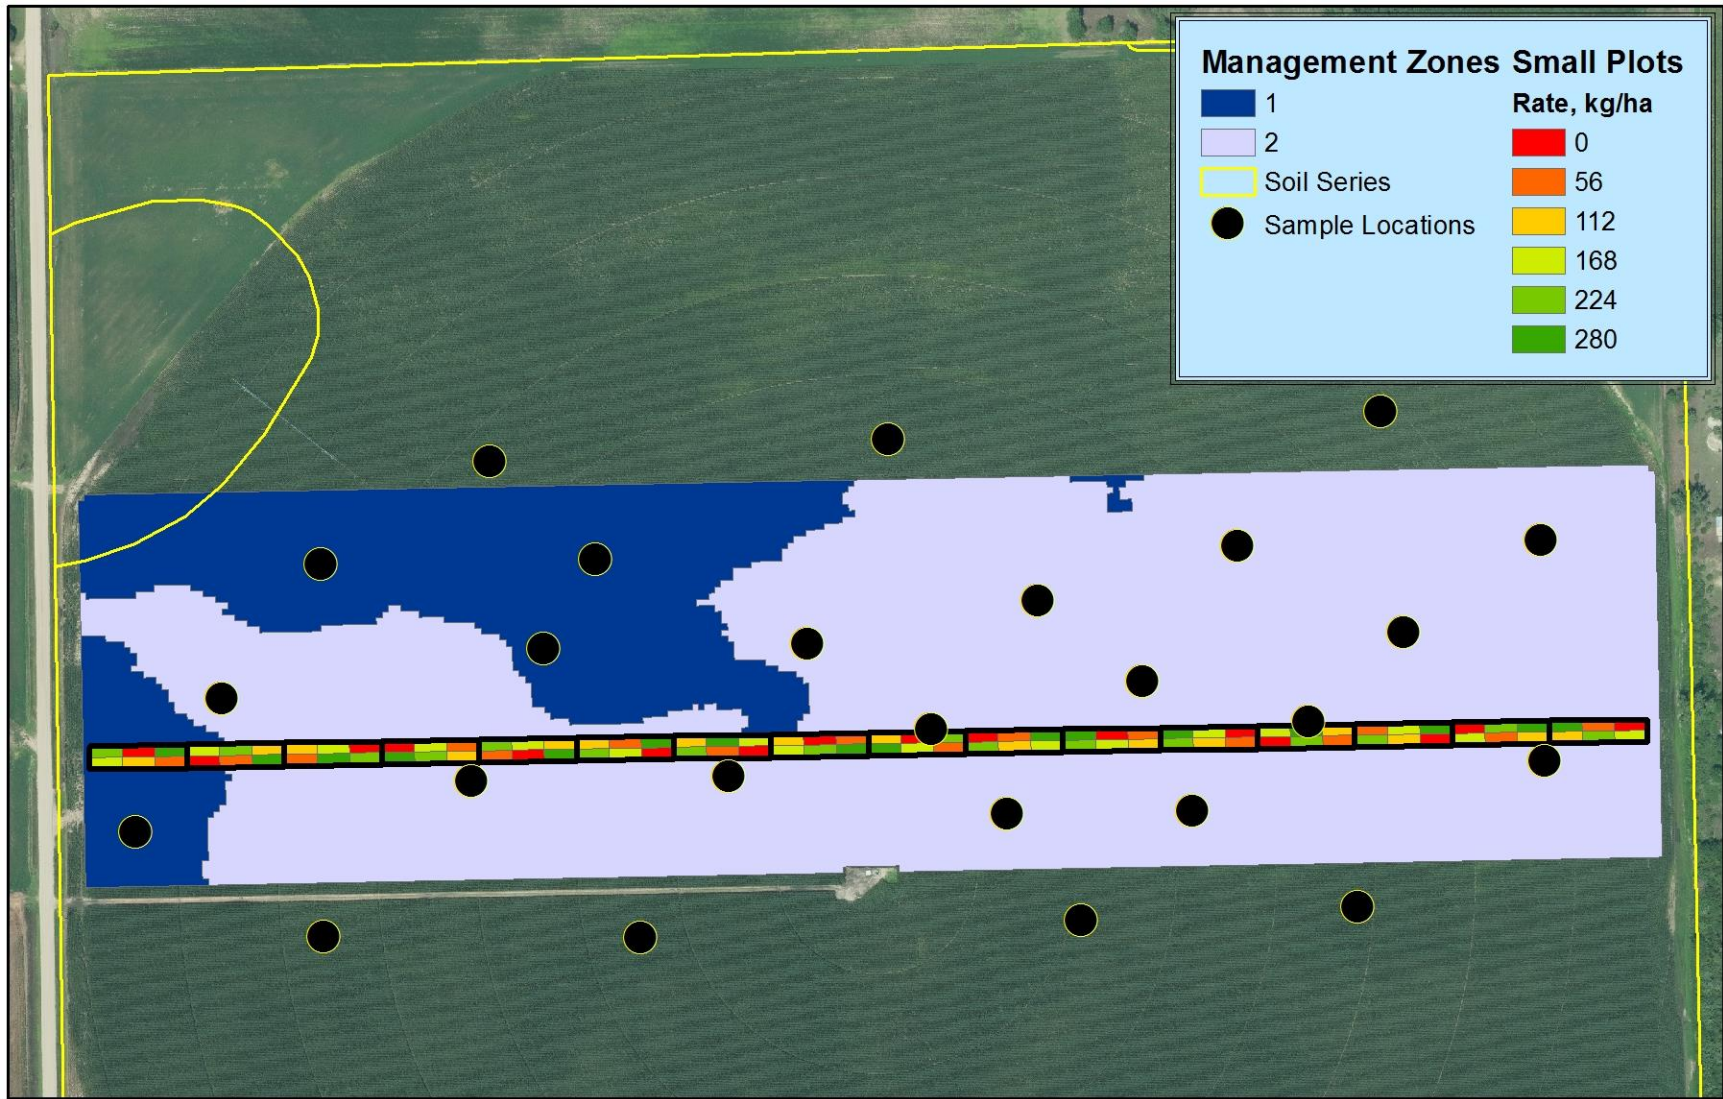 Management Zones
1
2
Soil Series
Sample Locations
Small Plots
Rate, kg/ha
0
56
112
168
224
280